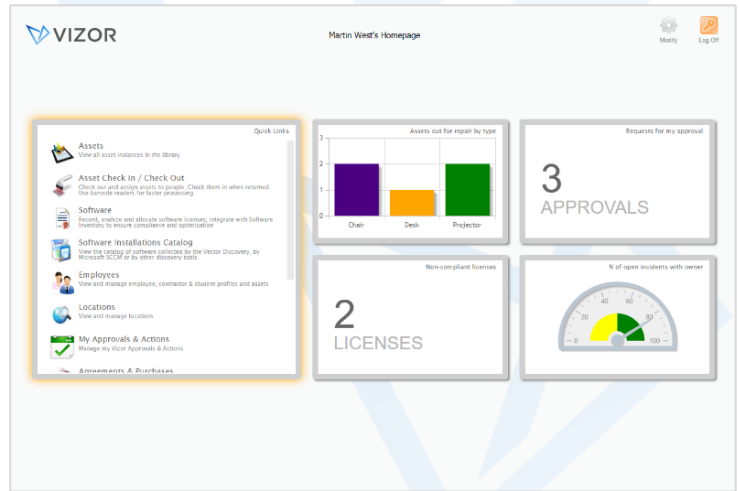 VIZOR
Martin West's Homepage
Modify
Log Off
Quick Links
Assets
View all asset instances in the library
Asset Check In / Check Out
Check out and assign assets to people. Check them in when returned.
Use barcode readers for faster processing.
Software
Record, analyze and allocate software licenses, integrate with Software
Inventory to ensure compliance and optimization
Software Installations Catalog
View the catalog of software collected by the Vector Discovery, by
Microsoft SCCM or by other discovery tools.
Employees
View and manage employee, contractor & student profiles and assets
Locations
View and manage locations
My Approvals & Actions
Manage my Vizor Approvals & Actions
Agreements & Purchases
Assets out for repair by type
3
2
1
0
Chair
Desk
Projector
Requests for my approval
3
APPROVALS
Non-compliant licenses
2
LICENSES
% of open incidents with owner
0
20
40
60
80
100